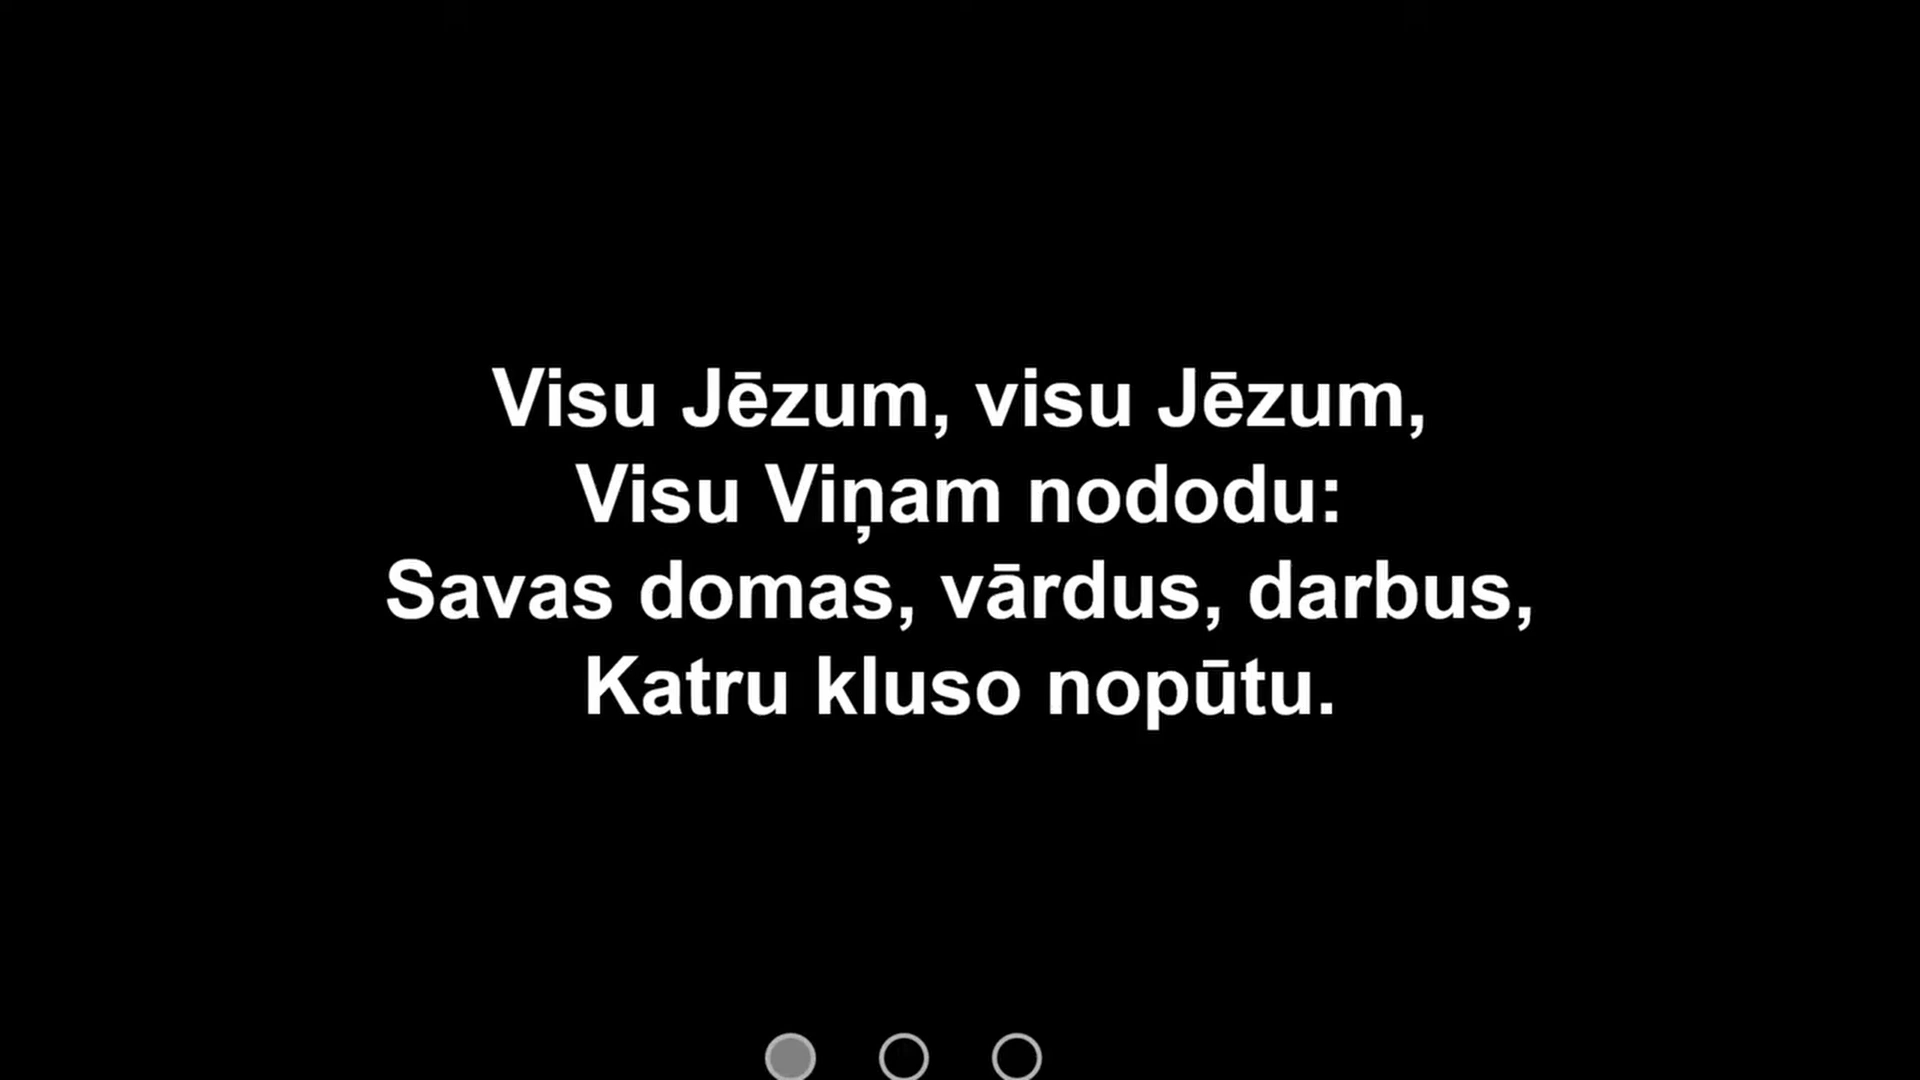 Visu Jēzum, visu Jēzum,
Visu Viņam nododu:
Savas domas, vārdus, darbus,
Katru kluso nopūtu.